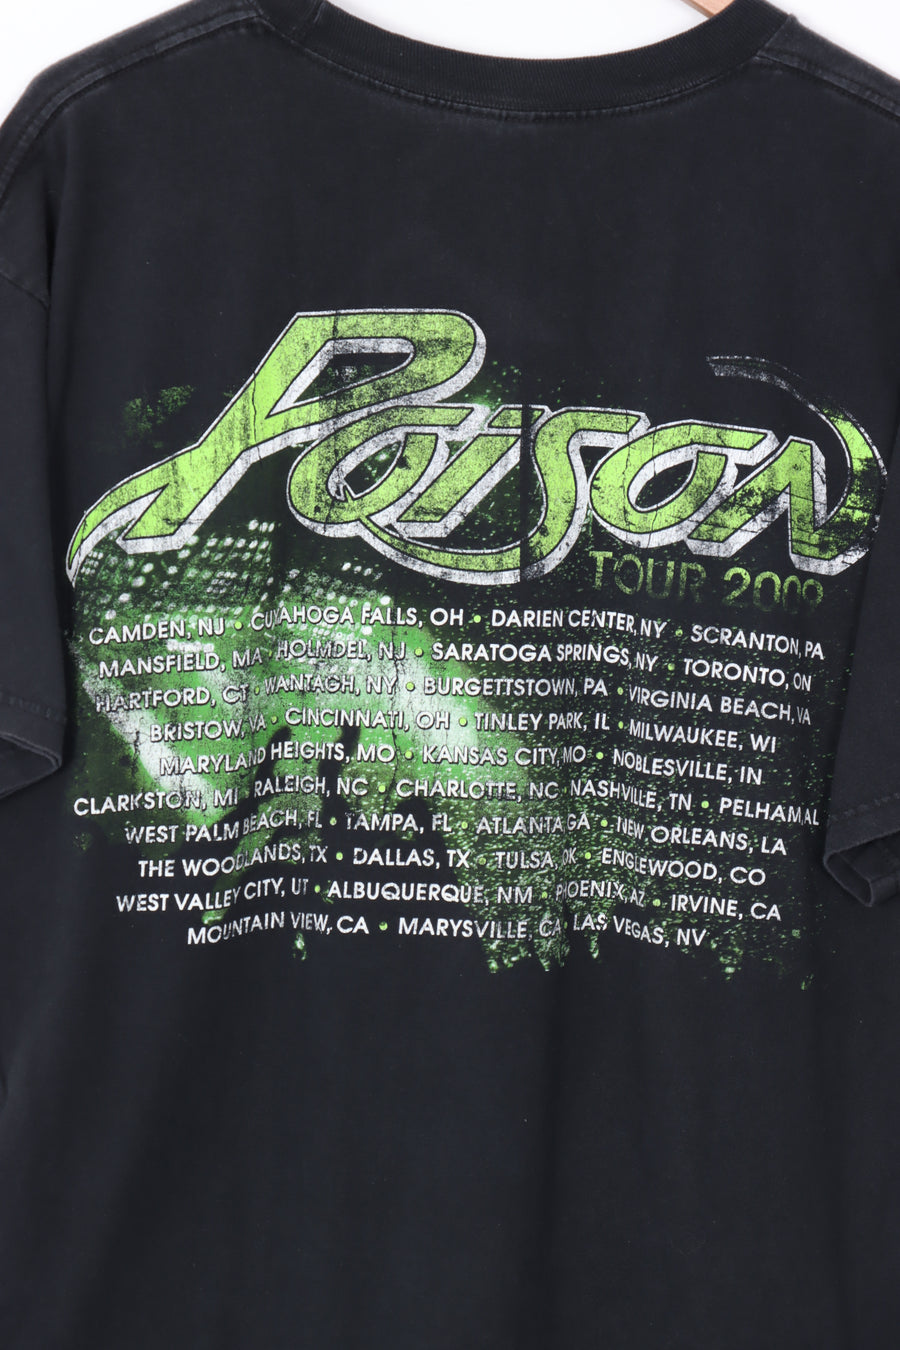 Poison
TOUR 2009
CAMDEN, NJ • CUYAHOGA FALLS, OH • DARIEN CENTER, NY • SCRANTON, PA
MANSFIELD, MA • HOLMDEL, NJ • SARATOGA SPRINGS, NY • TORONTO, ON
HARTFORD, CT • WANTAGH, NY • BURGETTSTOWN, PA • VIRGINIA BEACH, VA
BRISTOW, VA • CINCINNATI, OH • TINLEY PARK, IL • MILWAUKEE, WI
MARYLAND HEIGHTS, MO • KANSAS CITY, MO • NOBLESVILLE, IN
CLARKSTON, MI RALEIGH, NC • CHARLOTTE, NC NASHVILLE, TN • PELHAM, AL
WEST PALM BEACH, FL • TAMPA, FL • ATLANTA GA • NEW ORLEANS, LA
THE WOODLANDS, TX • DALLAS, TX • TULSA, OK • ENGLEWOOD, CO
WEST VALLEY CITY, UT • ALBUQUERQUE, NM • PHOENIX, AZ • IRVINE, CA
MOUNTAIN VIEW, CA • MARYSVILLE, CA LAS VEGAS, NV